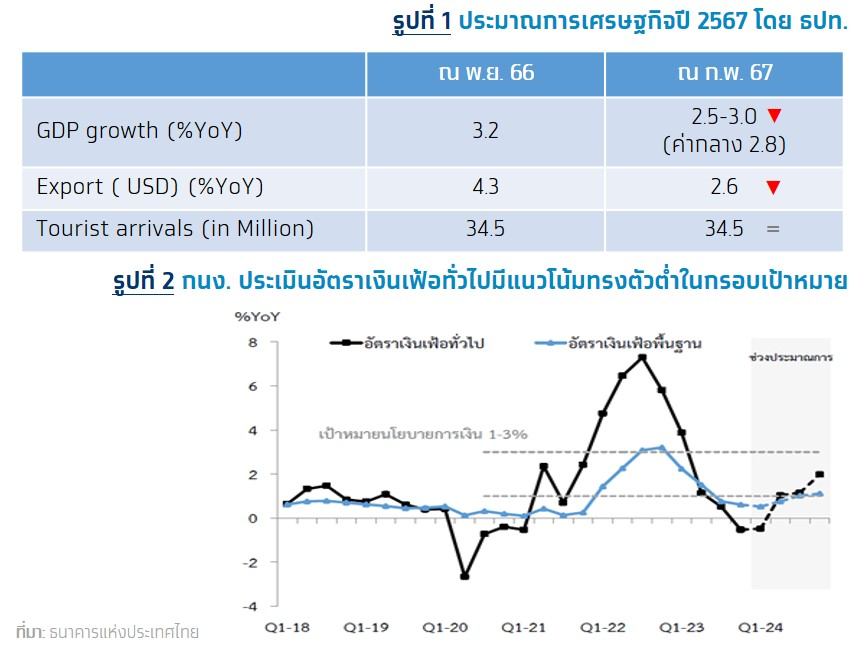 รูปที่ 1 ประมาณการเศรษฐกิจปี 2567 โดย ธปท.
ณ พ.ย. 66 ณ ก.พ. 67
GDP growth (%YoY) 3.2 2.5-3.0 ▼
(ค่ากลาง 2.8)
Export ( USD) (%YoY) 4.3 2.6 ▼
Tourist arrivals (in Million) 34.5 34.5 =
รูปที่ 2 กนง. ประเมินอัตราเงินเฟ้อทั่วไปมีแนวโน้มทรงตัวต่ำในกรอบเป้าหมาย
%YoY
อัตราเงินเฟ้อทั่วไป อัตราเงินเฟ้อพื้นฐาน
ช่วงประมาณการ
เป้าหมายนโยบายการเงิน 1-3%
8
6
4
2
0
-2
-4
Q1-18 Q1-19 Q1-20 Q1-21 Q1-22 Q1-23 Q1-24
ที่มา: ธนาคารแห่งประเทศไทย